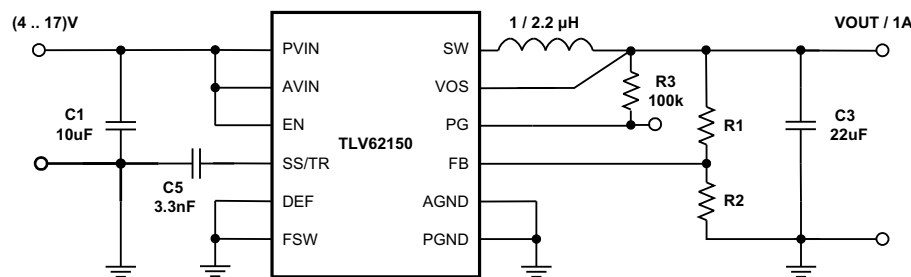 (4 .. 17)V
1 / 2.2 µH
VOUT / 1A
PVIN
SW
AVIN
VOS
R3
100k
C1
10uF
EN
PG
R1
C3
22uF
TLV62150
SS/TR
FB
C5
3.3nF
DEF
AGND
R2
FSW
PGND